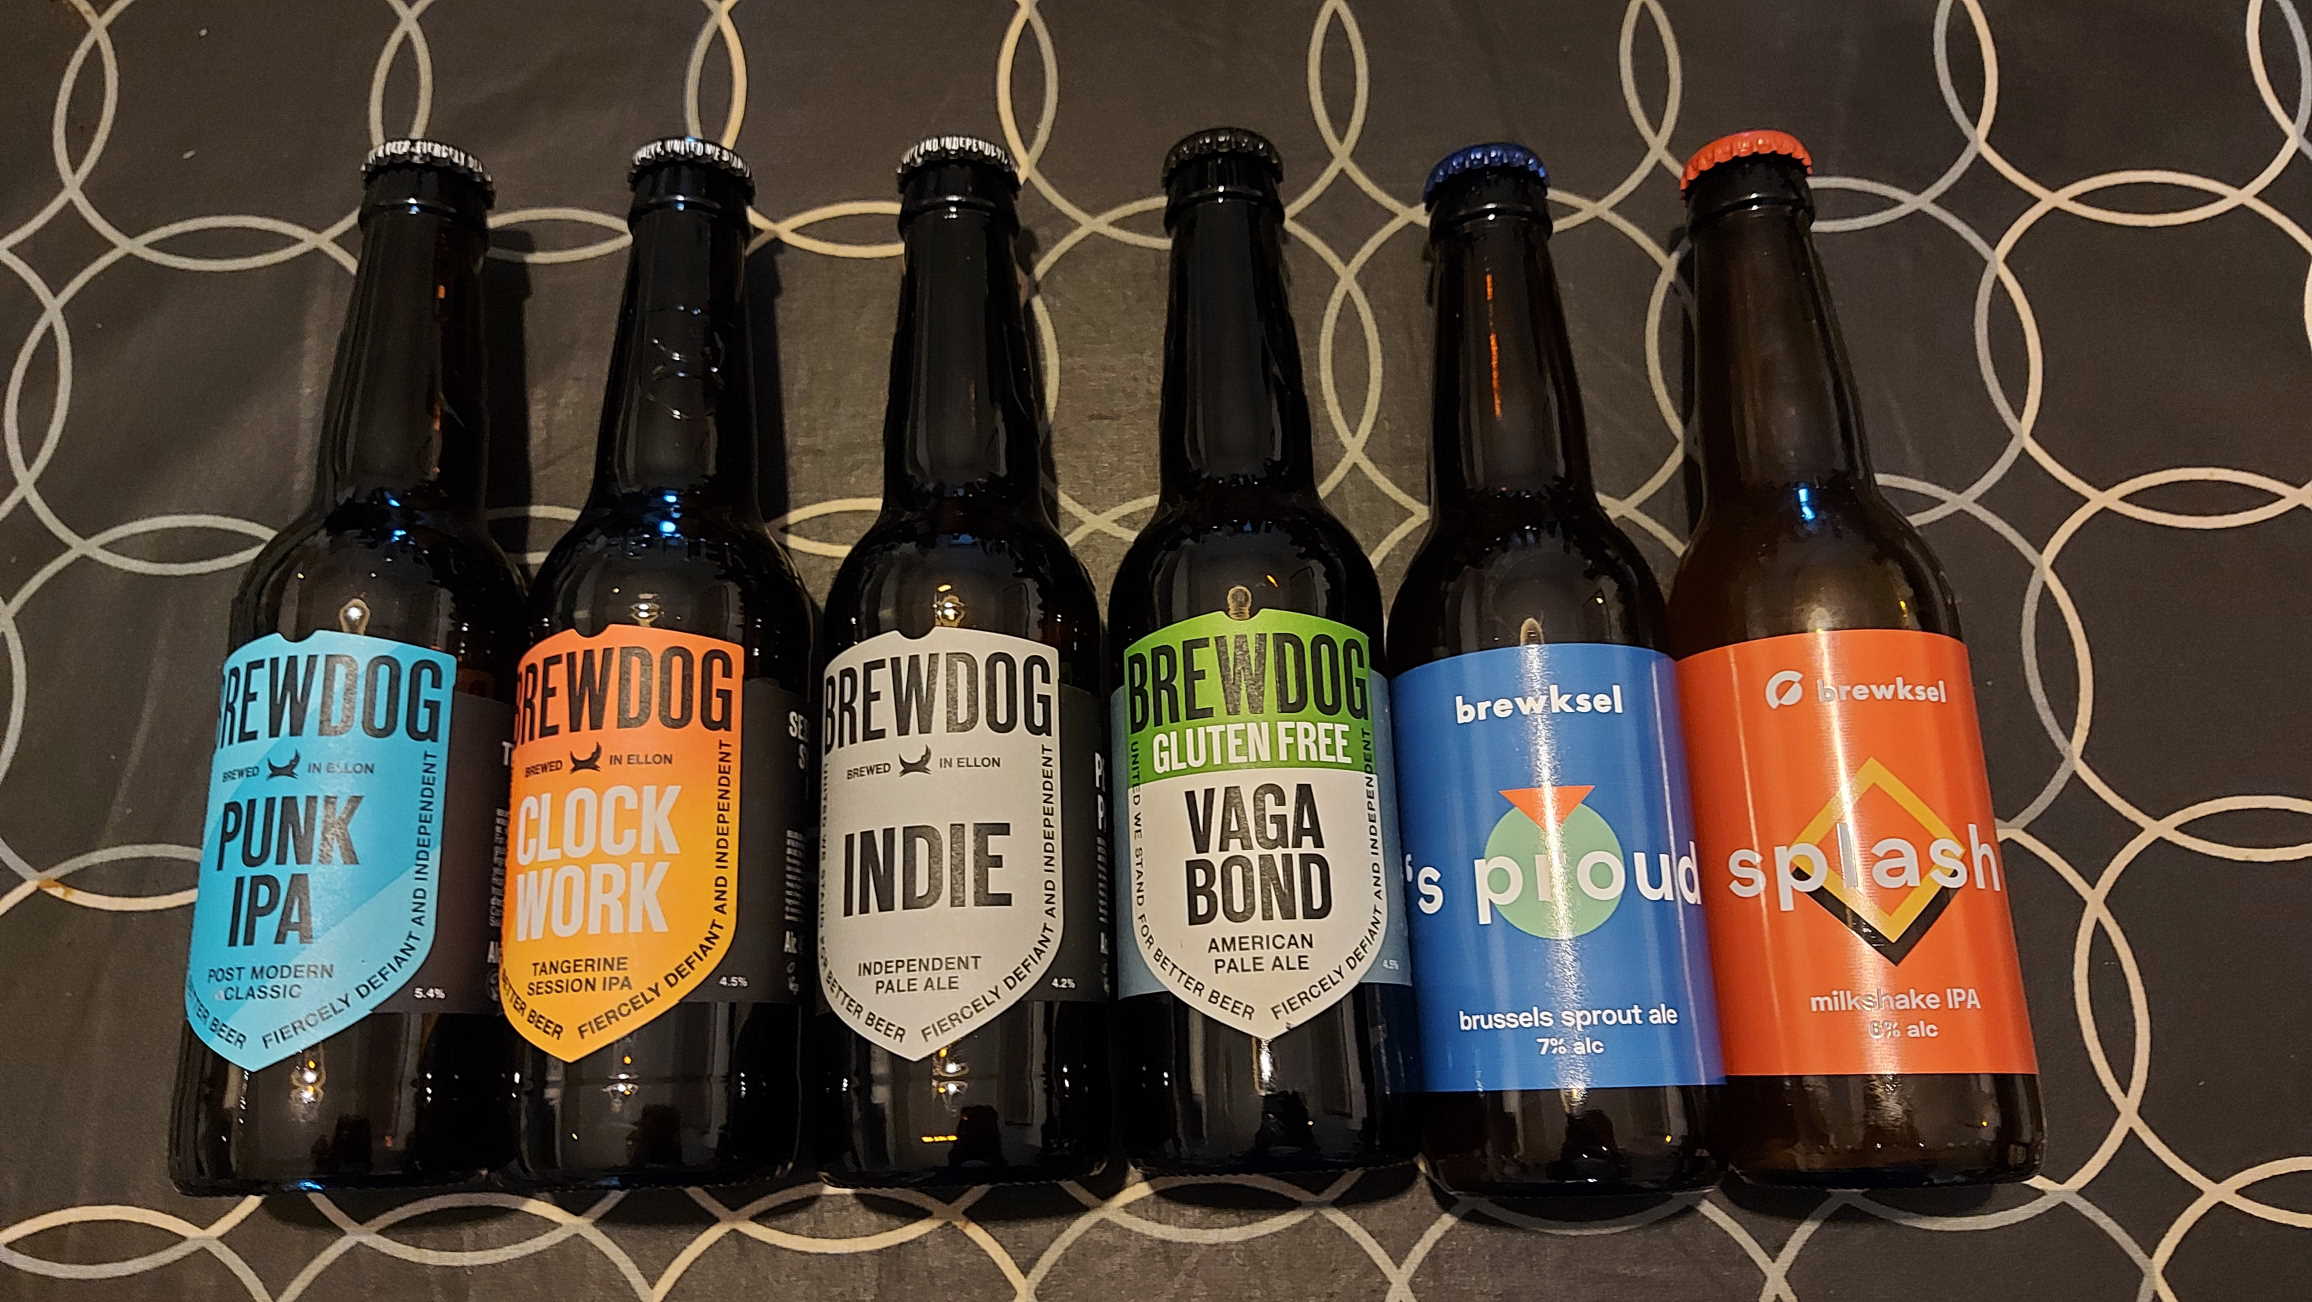 BREWDOG
BREWED IN ELLON
PUNK
IPA
POST MODERN
CLASSIC
BETTER BEER FIERCELY DEFIANT AND INDEPENDENT
5.4%
BREWDOG
BREWED IN ELLON
CLOCK
WORK
TANGERINE
SESSION IPA
BETTER BEER FIERCELY DEFIANT AND INDEPENDENT
4.5%
AND INDEPENDENT
BREWDOG
BREWED IN ELLON
INDIE
INDEPENDENT
PALE ALE
BETTER BEER FIERCELY DEFIANT AND INDEPENDENT
4.2%
BREWDOG
GLUTEN FREE
VAGA
BOND
AMERICAN
PALE ALE
UNITED WE STAND FOR BETTER BEER FIERCELY DEFIANT AND INDEPENDENT
4.5%
brewksel
's proud
brussels sprout ale
7% alc
brewksel
splash
milkshake IPA
6% alc